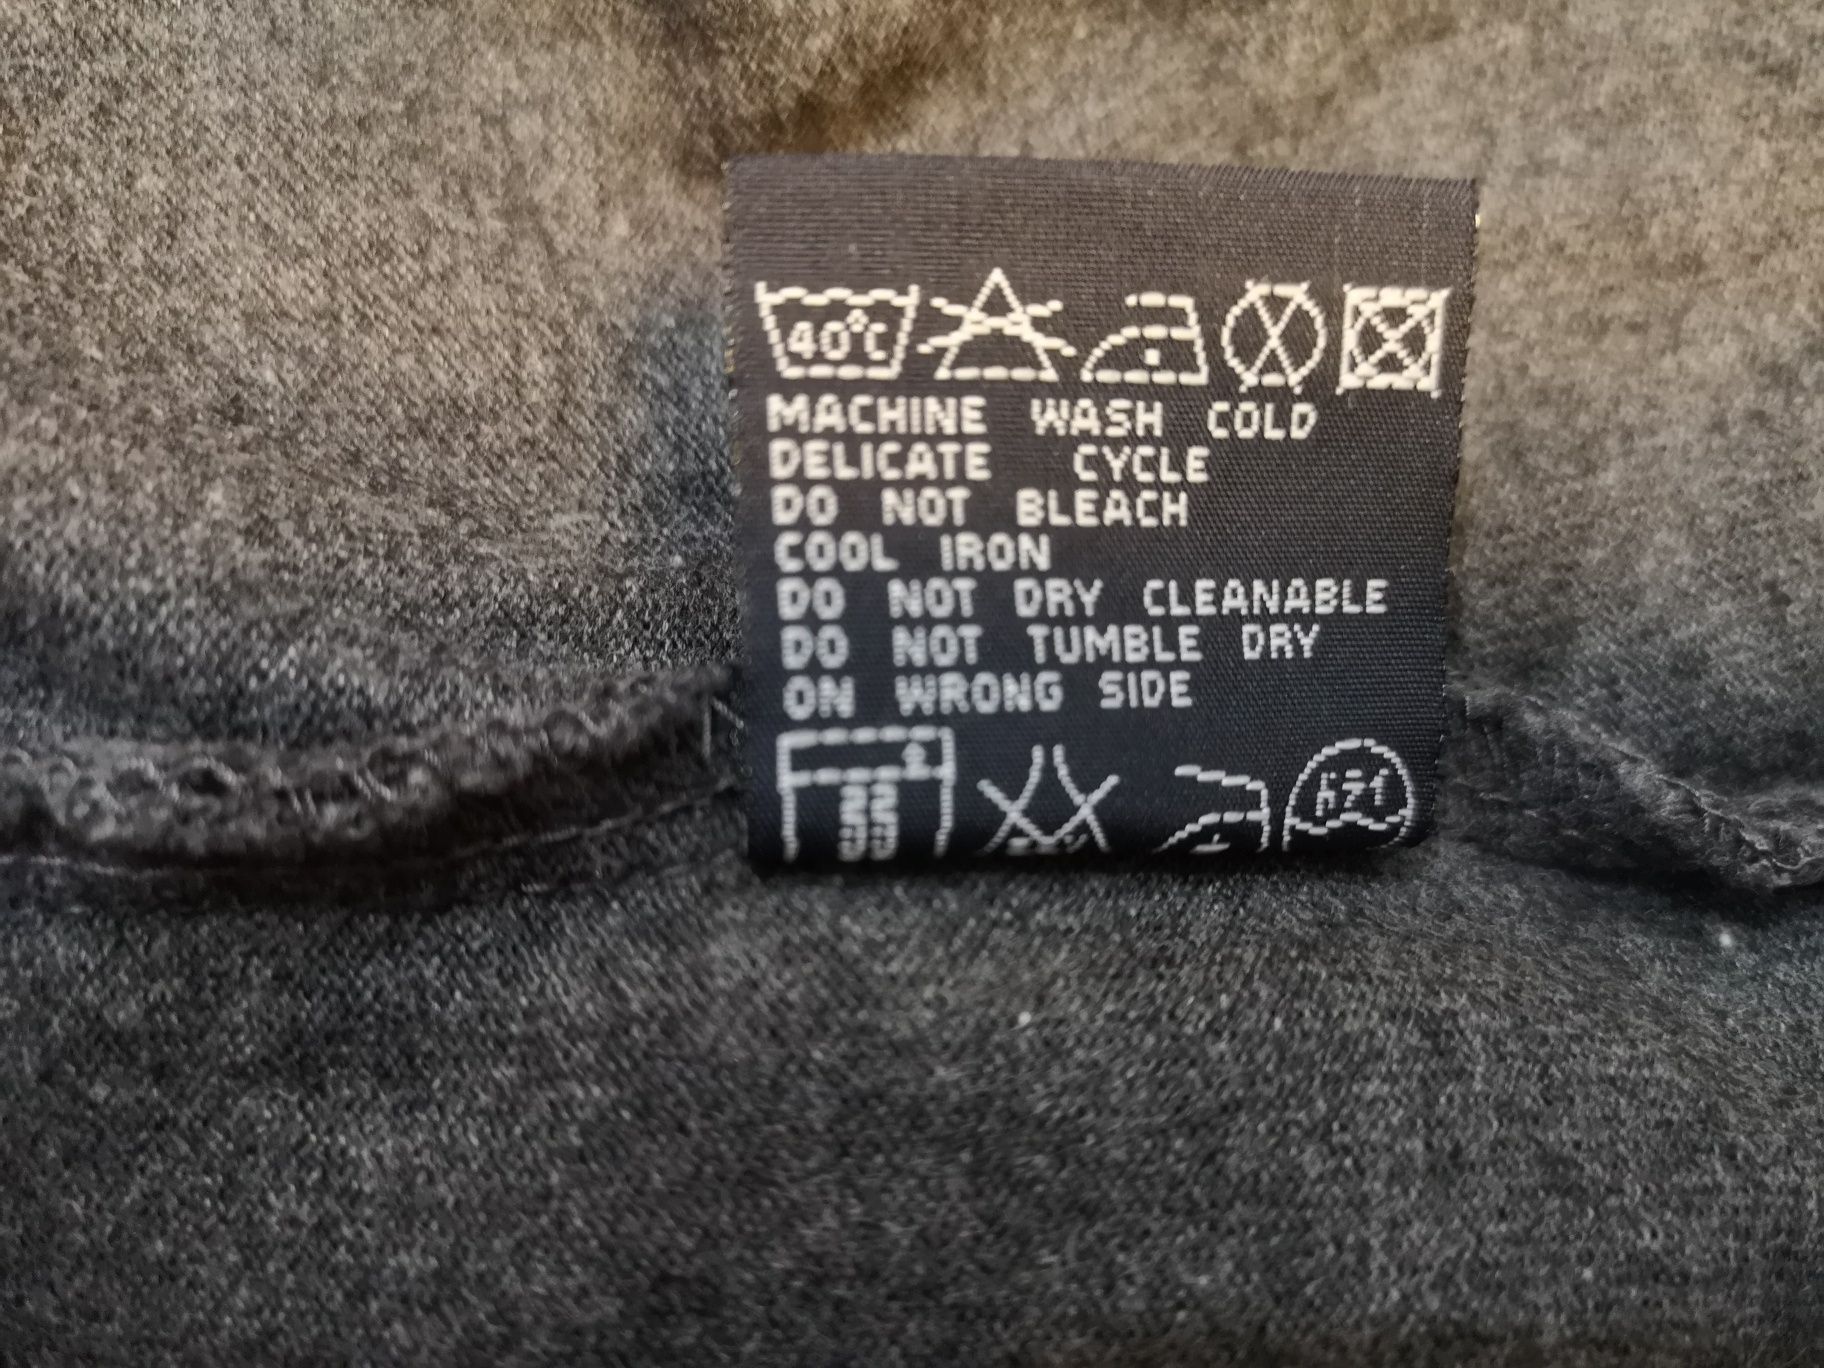 40°C
MACHINE WASH COLD
DELICATE CYCLE
DO NOT BLEACH
COOL IRON
DO NOT DRY CLEANABLE
DO NOT TUMBLE DRY
ON WRONG SIDE